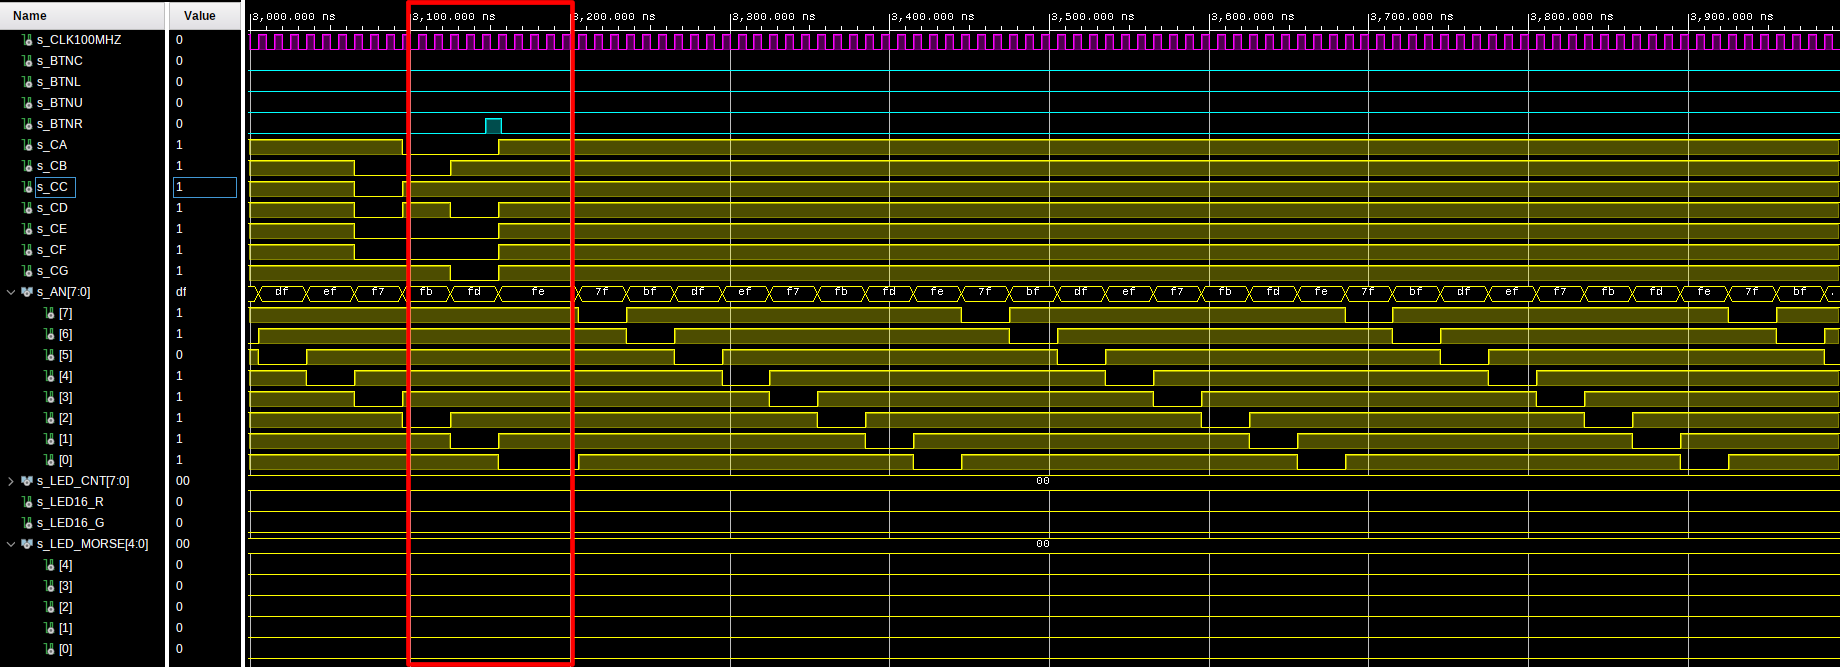 Name Value 3,000.000 ns 3,100.000 ns 3,200.000 ns 3,300.000 ns 3,400.000 ns 3,500.000 ns 3,600.000 ns 3,700.000 ns 3,800.000 ns 3,900.000 ns
s_CLK100MHZ 0
s_BTNC 0
s_BTNL 0
s_BTNU 0
s_BTNR 0
s_CA 1
s_CB 1
s_CC 1
s_CD 1
s_CE 1
s_CF 1
s_CG 1
s_AN[7:0] df df ef f7 fb fd fe 7f bf df ef f7 fb fd fe 7f bf df ef f7 fb fd fe 7f bf df ef f7 fb fd fe 7f bf .
[7] 1
[6] 1
[5] 0
[4] 1
[3] 1
[2] 1
[1] 1
[0] 1
s_LED_CNT[7:0] 00 00
s_LED16_R 0
s_LED16_G 0
s_LED_MORSE[4:0] 00 00
[4] 0
[3] 0
[2] 0
[1] 0
[0] 0